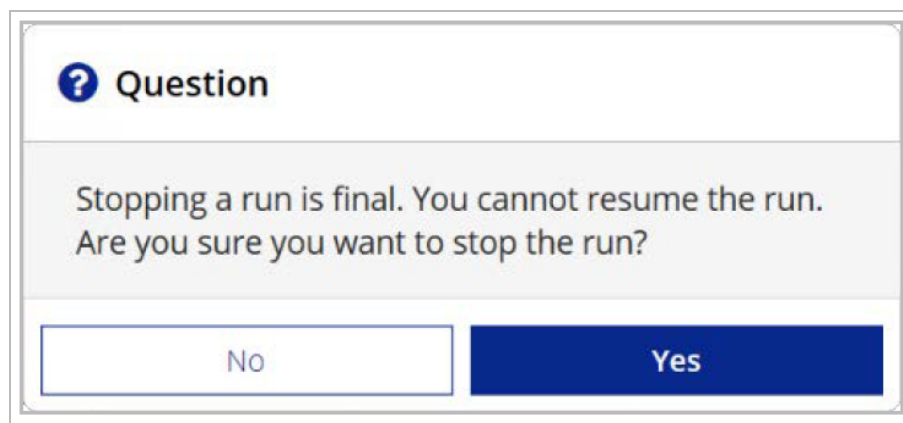 Question
Stopping a run is final. You cannot resume the run.
Are you sure you want to stop the run?
No
Yes